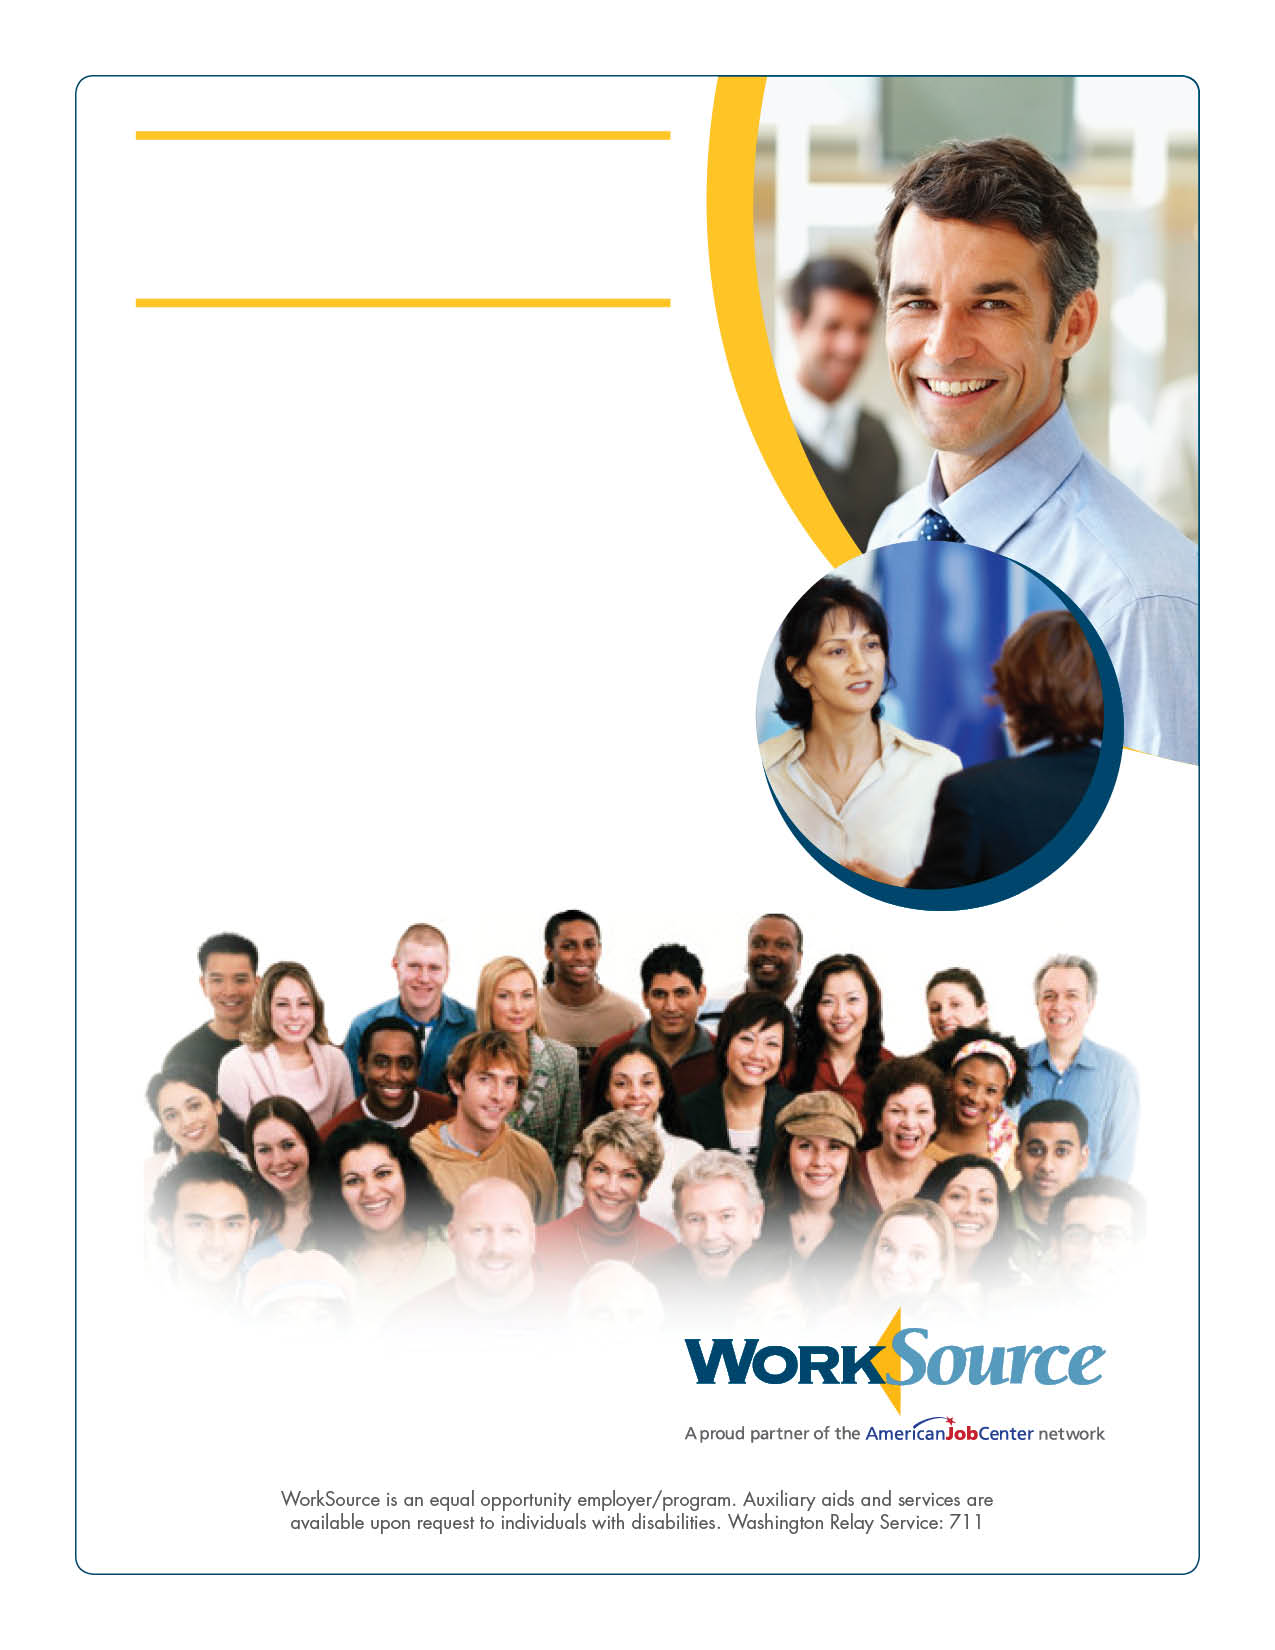 WorkSource
A proud partner of the AmericanJobCenter network
WorkSource is an equal opportunity employer/program. Auxiliary aids and services are
available upon request to individuals with disabilities. Washington Relay Service: 711